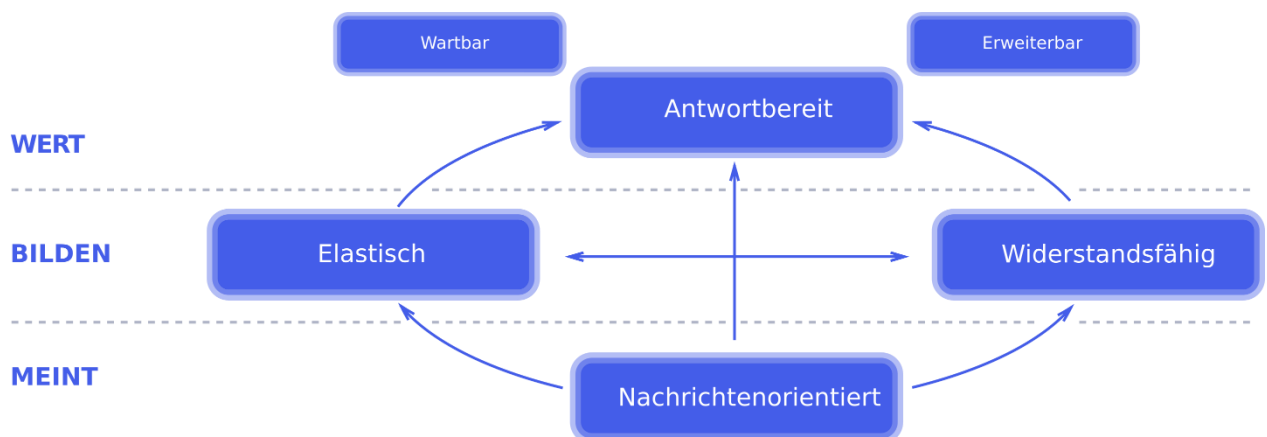 Wartbar
Erweiterbar
Antwortbereit
WERT
Elastisch
Widerstandsfähig
BILDEN
MEINT
Nachrichtenorientiert